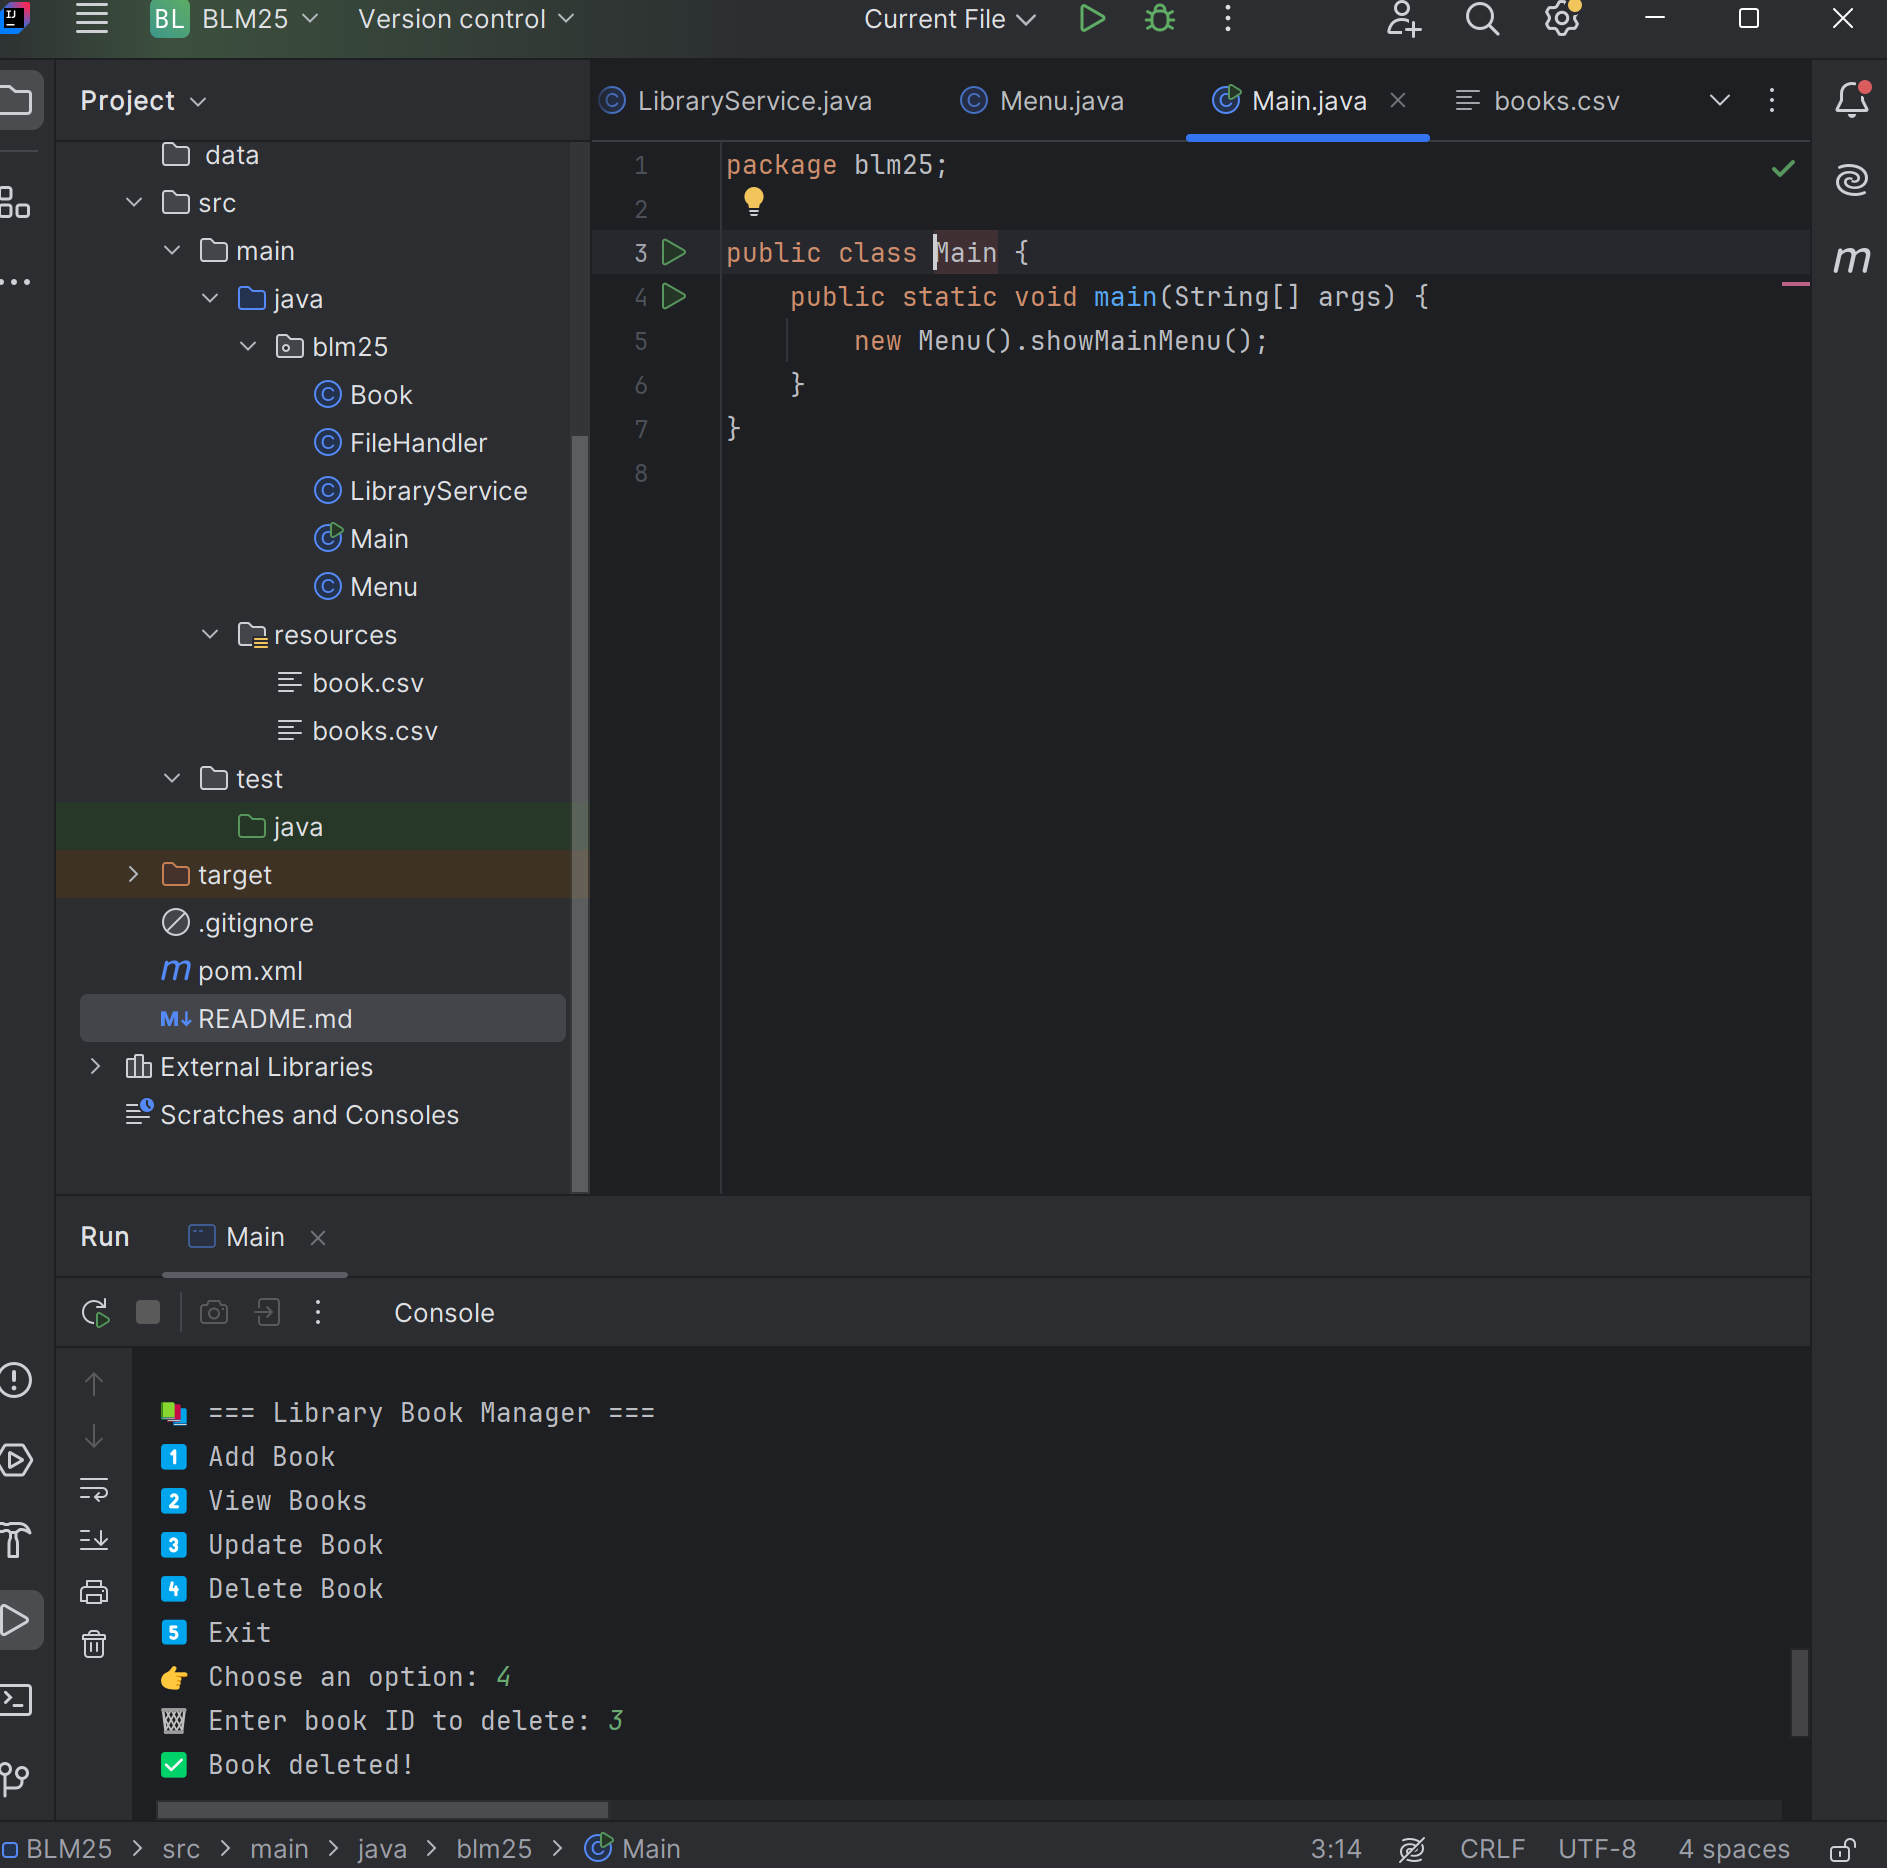 BL BLM25 Version control Current File
Project
LibraryService.java Menu.java Main.java books.csv
data
src
main
java
blm25
Book
FileHandler
LibraryService
Main
Menu
resources
book.csv
books.csv
test
java
target
.gitignore
pom.xml
README.md
External Libraries
Scratches and Consoles
1 package blm25;
2
3 public class Main {
4 public static void main(String[] args) {
5 new Menu().showMainMenu();
6 }
7 }
8
Run Main
Console
=== Library Book Manager ===
1 Add Book
2 View Books
3 Update Book
4 Delete Book
5 Exit
Choose an option: 4
Enter book ID to delete: 3
Book deleted!
BLM25 > src > main > java > blm25 > Main 3:14 CRLF UTF-8 4 spaces